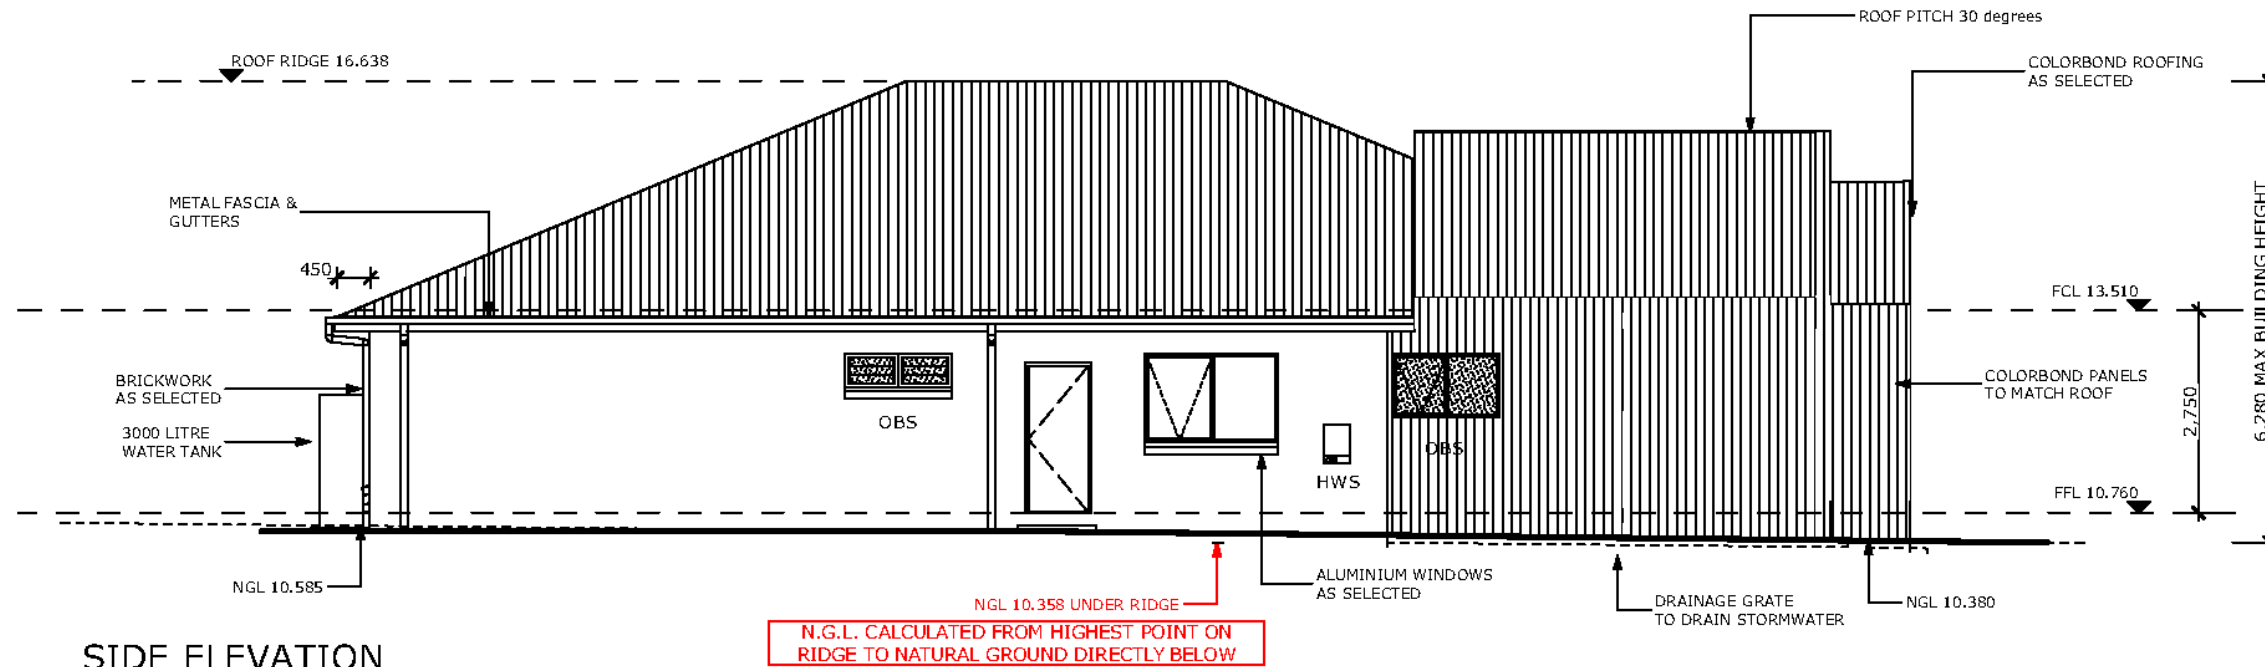 ROOF PITCH 30 degrees
ROOF RIDGE 16.638
COLORBOND ROOFING
AS SELECTED
METAL FASCIA &
GUTTERS
450
FCL 13.510
6,280 MAX BUILDING HEIGHT
BRICKWORK
AS SELECTED
COLORBOND PANELS
TO MATCH ROOF
2,750
3000 LITRE
WATER TANK
OBS
OBS
HWS
FFL 10.760
NGL 10.585
ALUMINIUM WINDOWS
AS SELECTED
NGL 10.358 UNDER RIDGE
DRAINAGE GRATE
TO DRAIN STORMWATER
NGL 10.380
N.G.L. CALCULATED FROM HIGHEST POINT ON
RIDGE TO NATURAL GROUND DIRECTLY BELOW
SIDE ELEVATION